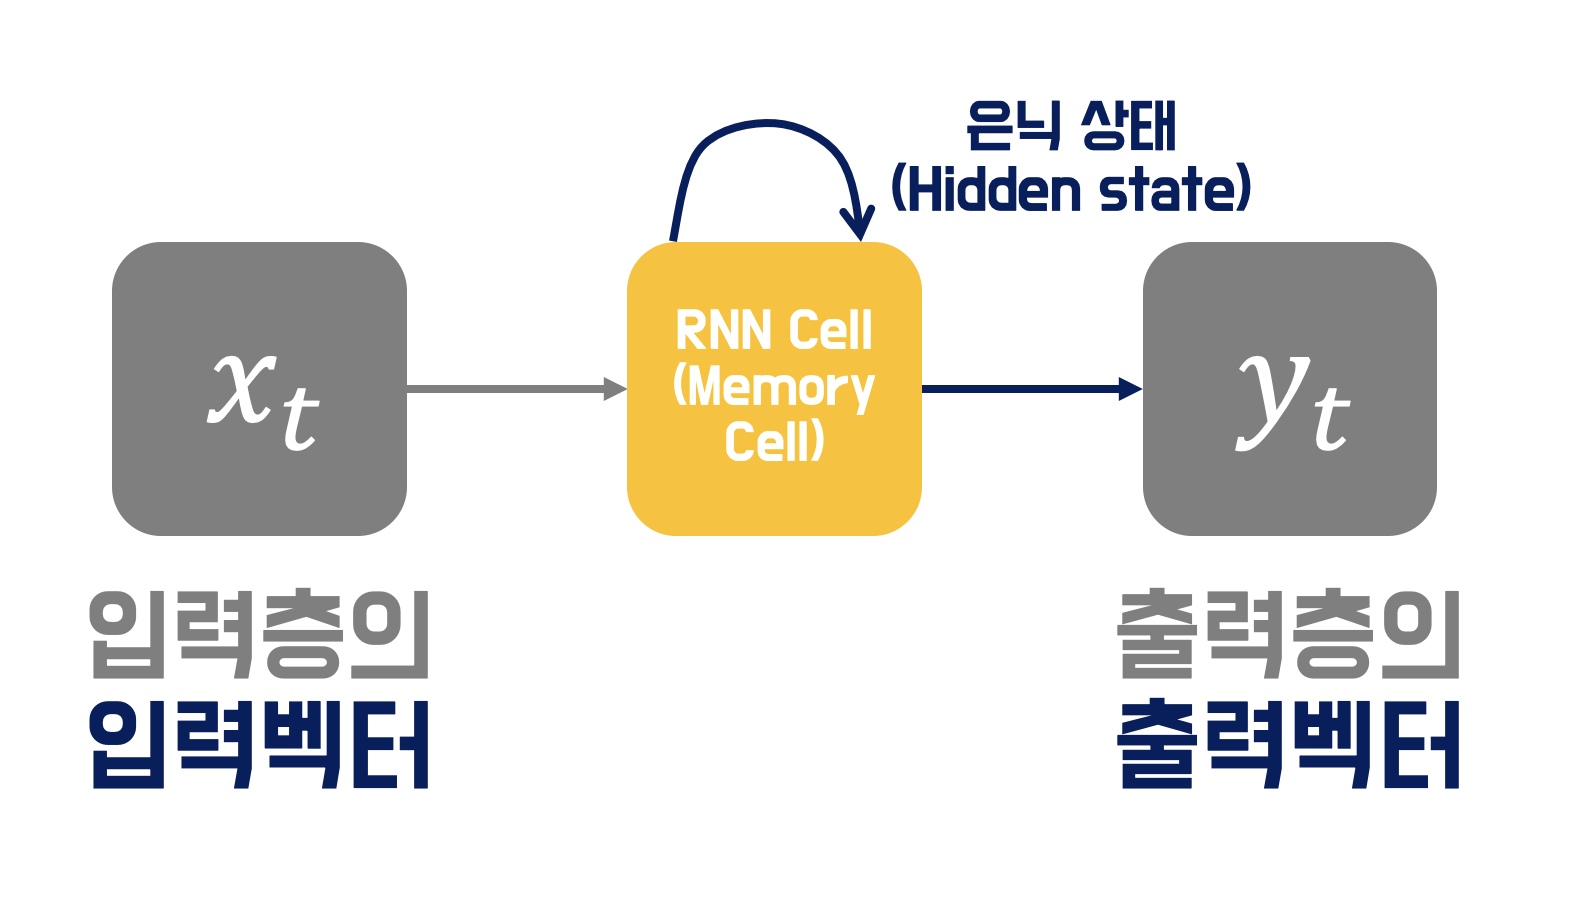 은닉 상태
(Hidden state)
x_t
RNN Cell
(Memory
Cell)
y_t
입력층의
입력벡터
출력층의
출력벡터